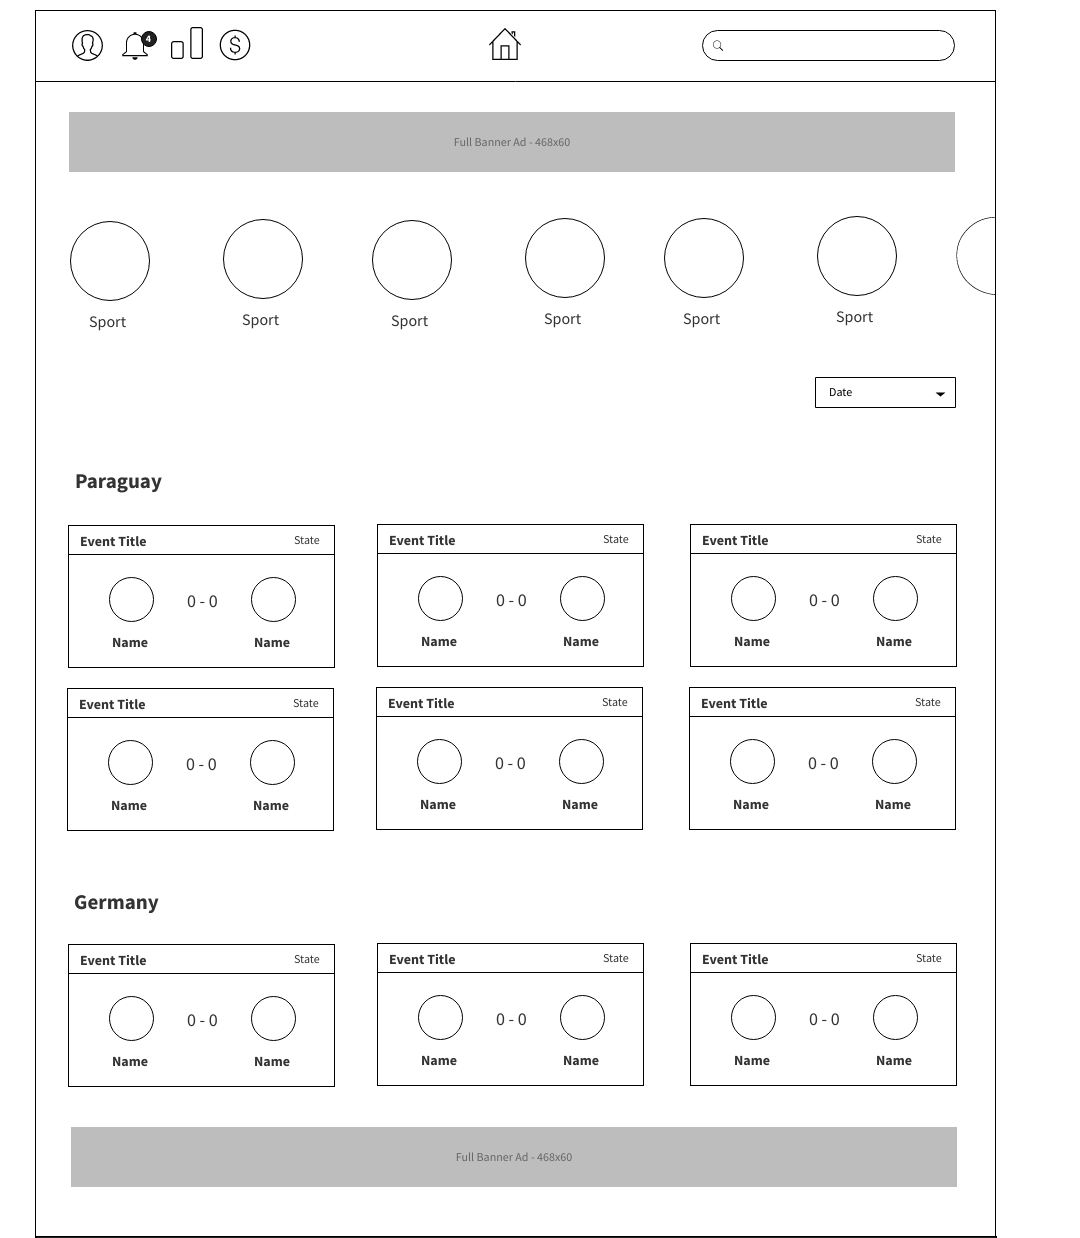 4
Full Banner Ad - 468x60
Sport Sport Sport Sport Sport Sport
Date
Paraguay
Event Title State Event Title State Event Title State
0 - 0 0 - 0 0 - 0
Name Name Name Name Name Name
Event Title State Event Title State Event Title State
0 - 0 0 - 0 0 - 0
Name Name Name Name Name Name
Germany
Event Title State Event Title State Event Title State
0 - 0 0 - 0 0 - 0
Name Name Name Name Name Name
Full Banner Ad - 468x60